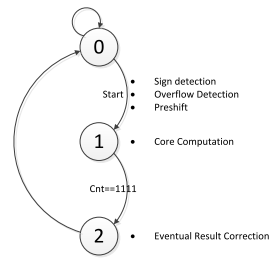 0
• Sign detection
Start • Overflow Detection
• Preshift
1 • Core Computation
Cnt==1111
2 • Eventual Result Correction